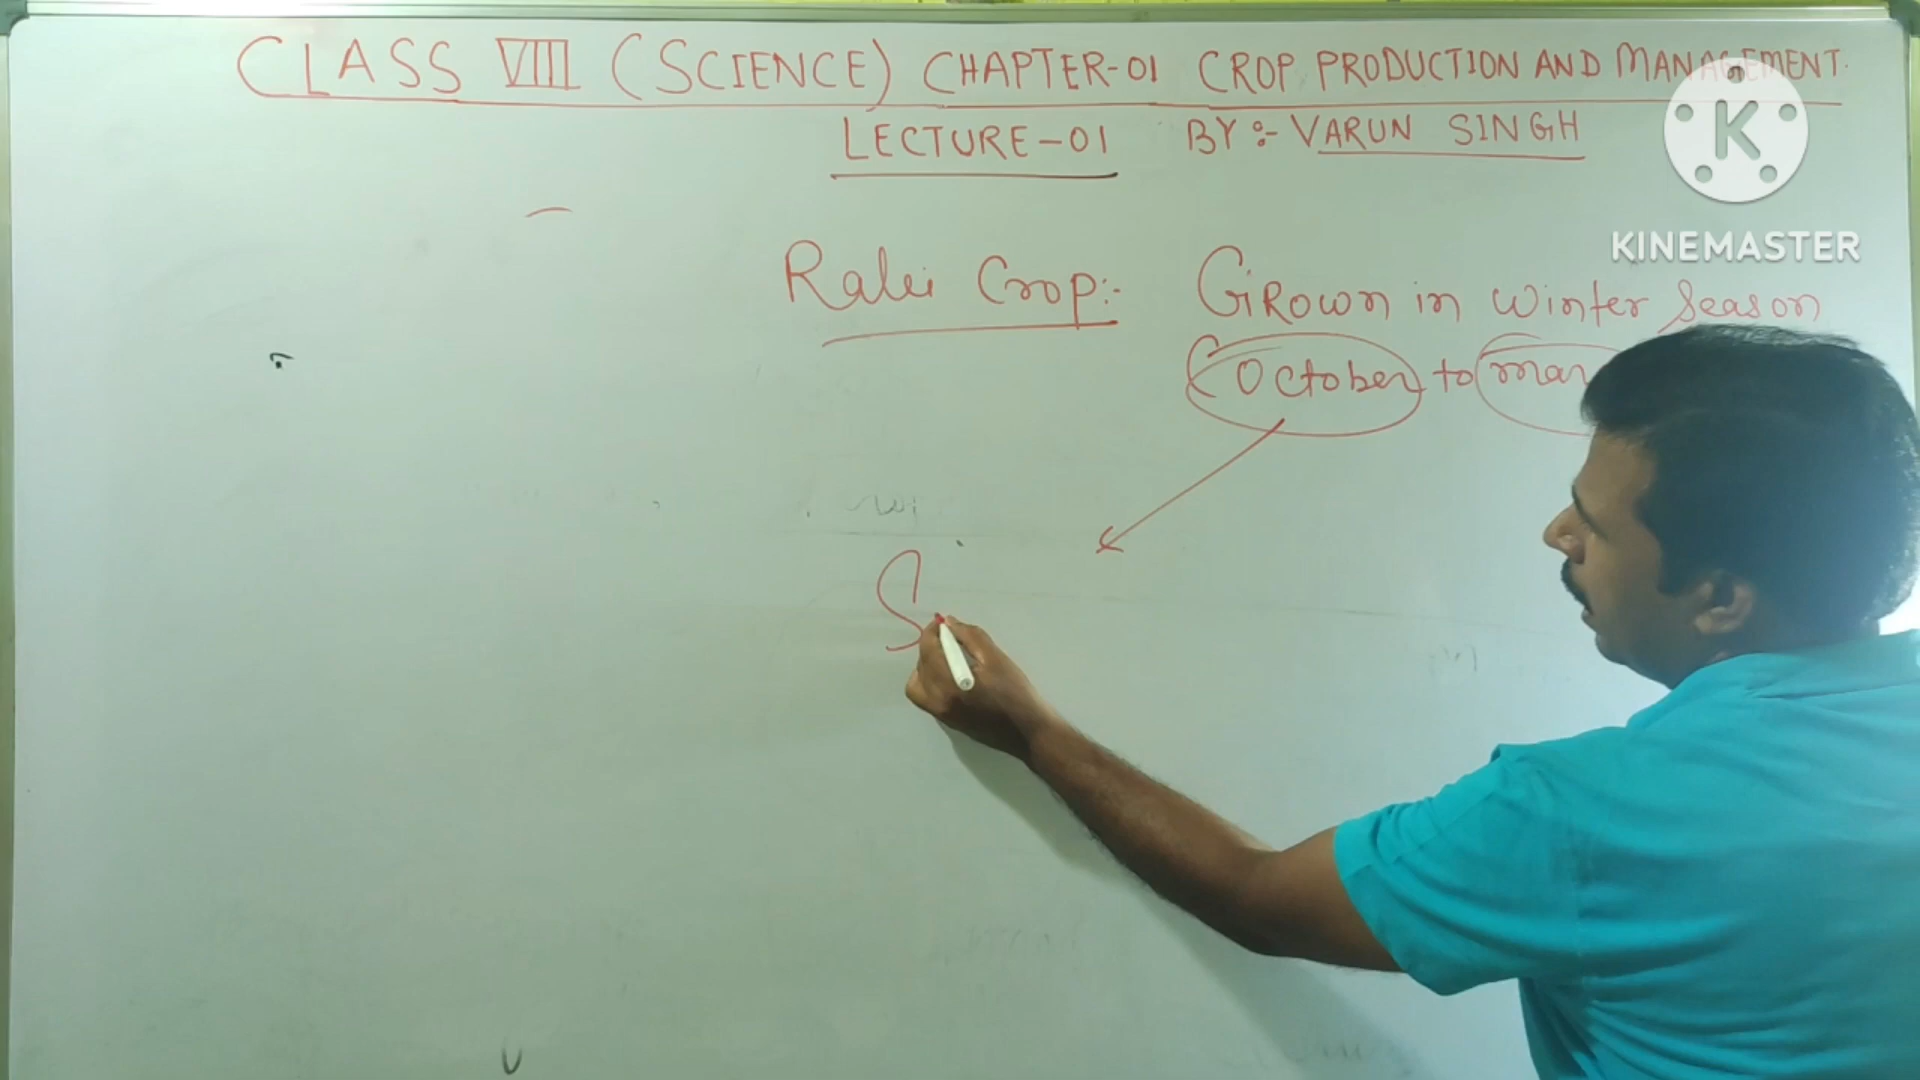 CLASS VIII (SCIENCE) CHAPTER-01 CROP PRODUCTION AND MANAGEMENT.
LECTURE-01 BY:- VARUN SINGH
K
KINEMASTER
Rabi Crop:- Grown in winter season
(October to mar
S